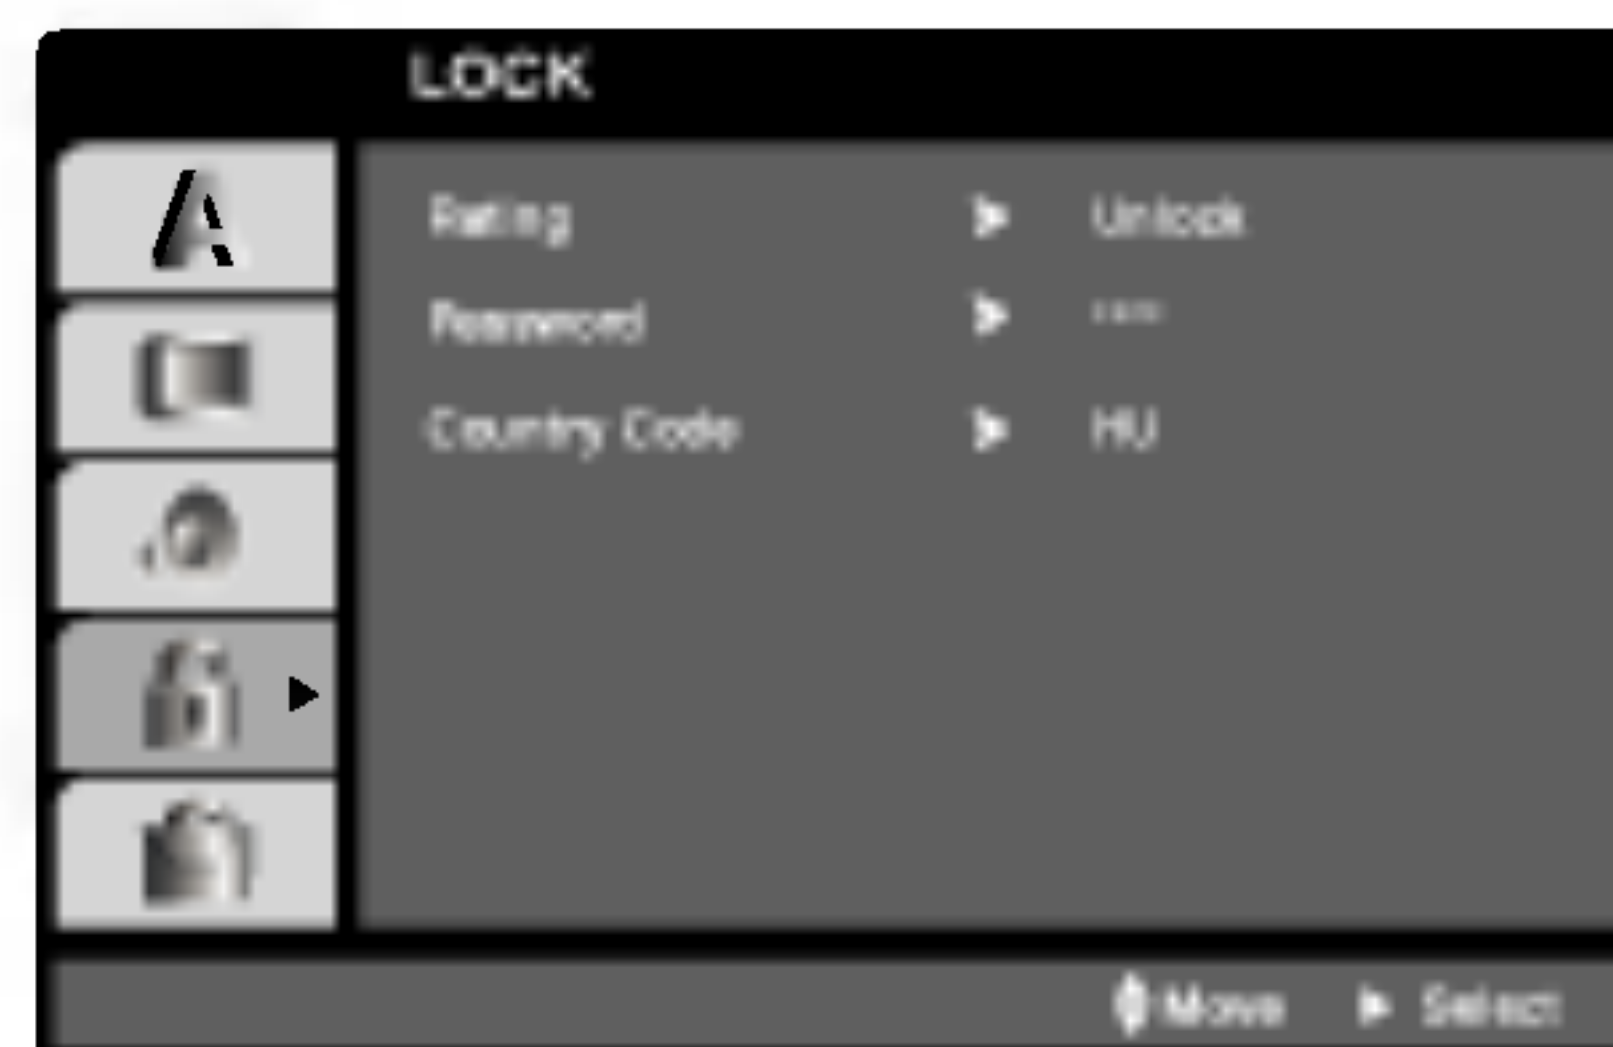 LOCK
A
Rating Unlock
Password ****
Country Code HU
Move Select